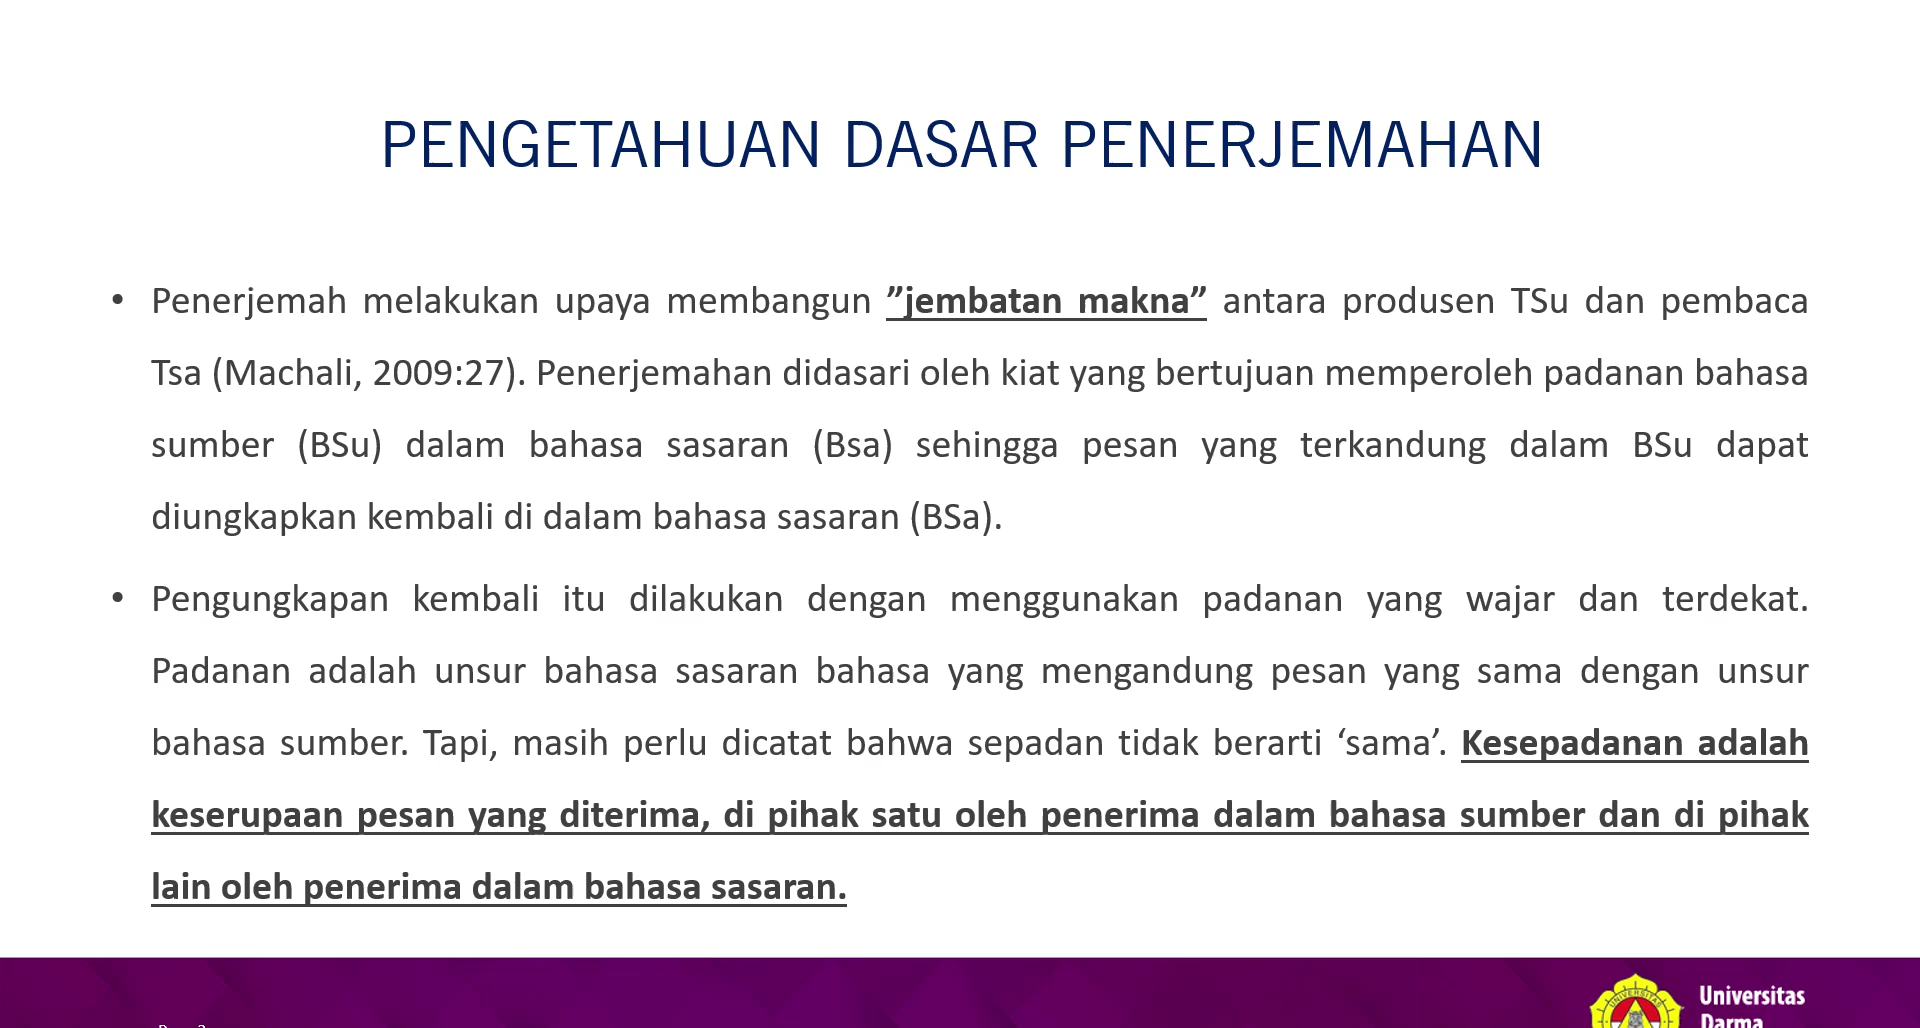 PENGETAHUAN DASAR PENERJEMAHAN
• Penerjemah melakukan upaya membangun ”jembatan makna” antara produsen TSu dan pembaca
Tsa (Machali, 2009:27). Penerjemahan didasari oleh kiat yang bertujuan memperoleh padanan bahasa
sumber (BSu) dalam bahasa sasaran (Bsa) sehingga pesan yang terkandung dalam BSu dapat
diungkapkan kembali di dalam bahasa sasaran (BSa).
• Pengungkapan kembali itu dilakukan dengan menggunakan padanan yang wajar dan terdekat.
Padanan adalah unsur bahasa sasaran bahasa yang mengandung pesan yang sama dengan unsur
bahasa sumber. Tapi, masih perlu dicatat bahwa sepadan tidak berarti ‘sama’. Kesepadanan adalah
keserupaan pesan yang diterima, di pihak satu oleh penerima dalam bahasa sumber dan di pihak
lain oleh penerima dalam bahasa sasaran.
UNIVERSITAS
Universitas
Darma